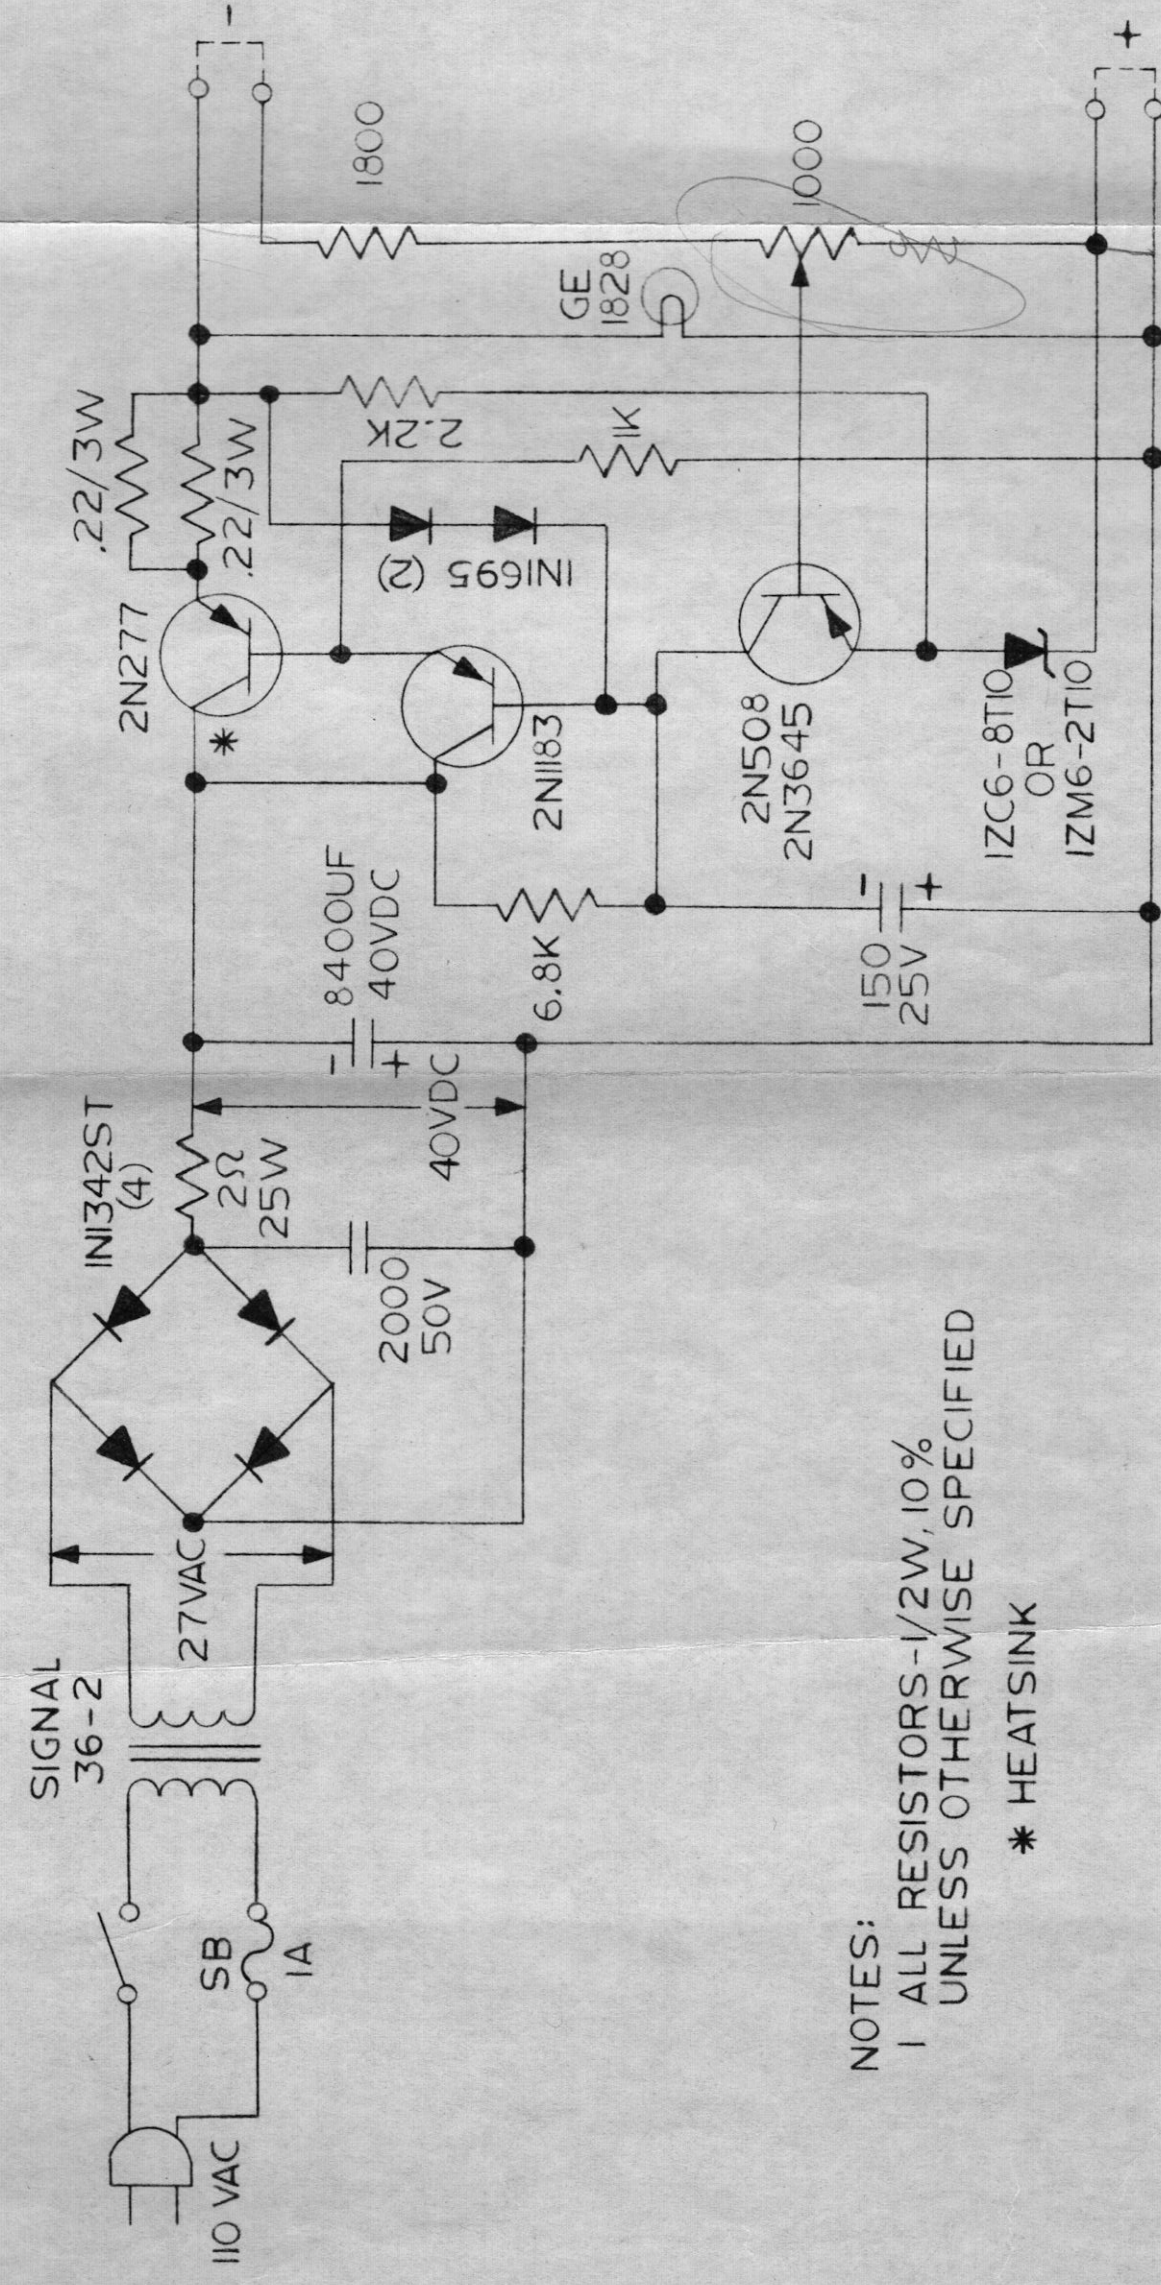 SIGNAL
36-2
110 VAC
SB
1A
27VAC
1N1342ST
(4)
2Ω
25W
2000
50V
40VDC
- 8400UF
+ 40VDC
6.8K
150 -
25V +
*
2N277
.22/3W
.22/3W
2N1183
1N1695 (2)
2.2K
1K
2N508
2N3645
1ZC6-8T10
OR
1ZM6-2T10
GE
1828
1800
1000
-
+
NOTES:
1 ALL RESISTORS-1/2W, 10%
UNLESS OTHERWISE SPECIFIED
* HEATSINK